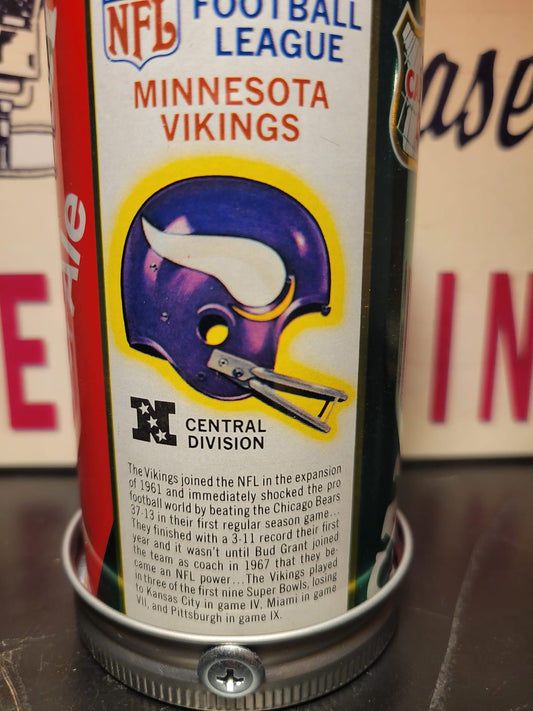 NFL
FOOTBALL
LEAGUE
MINNESOTA
VIKINGS
CENTRAL
DIVISION
The Vikings joined the NFL in the expansion
of 1961 and immediately shocked the pro
football world by beating the Chicago Bears
37-13 in their first regular season game...
They finished with a 3-11 record their first
year and it wasn't until Bud Grant joined
the team as coach in 1967 that they be-
came an NFL power...The Vikings played
in three of the first nine Super Bowls, losing
to Kansas City in game IV, Miami in game
VII, and Pittsburgh in game IX.
Ale
ase
E
IN